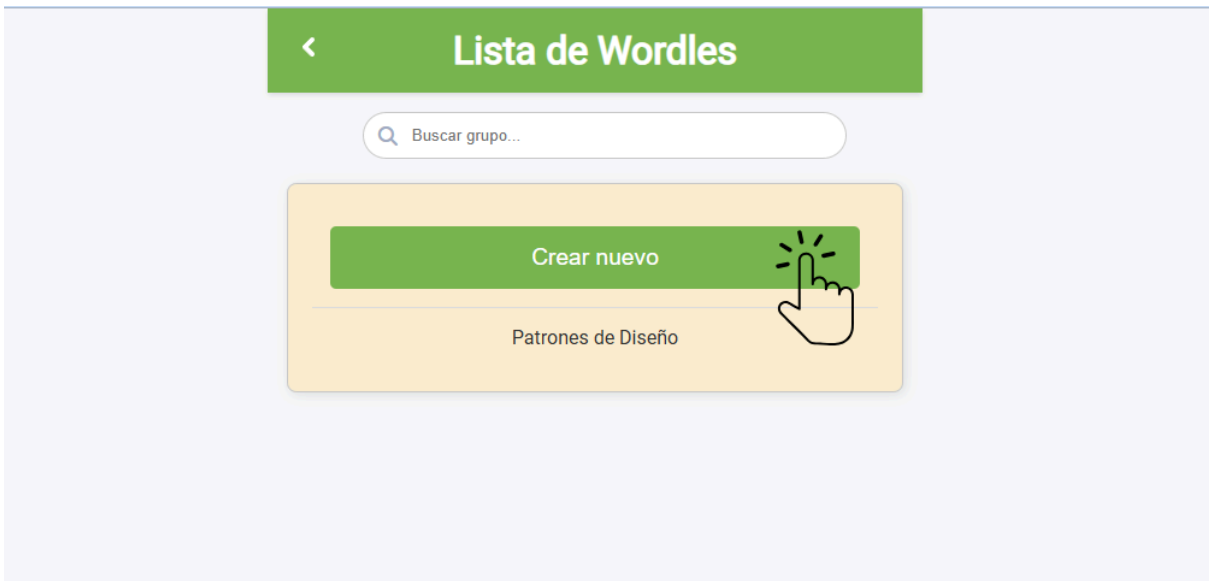 Lista de Wordles
Buscar grupo...
Crear nuevo
Patrones de Diseño